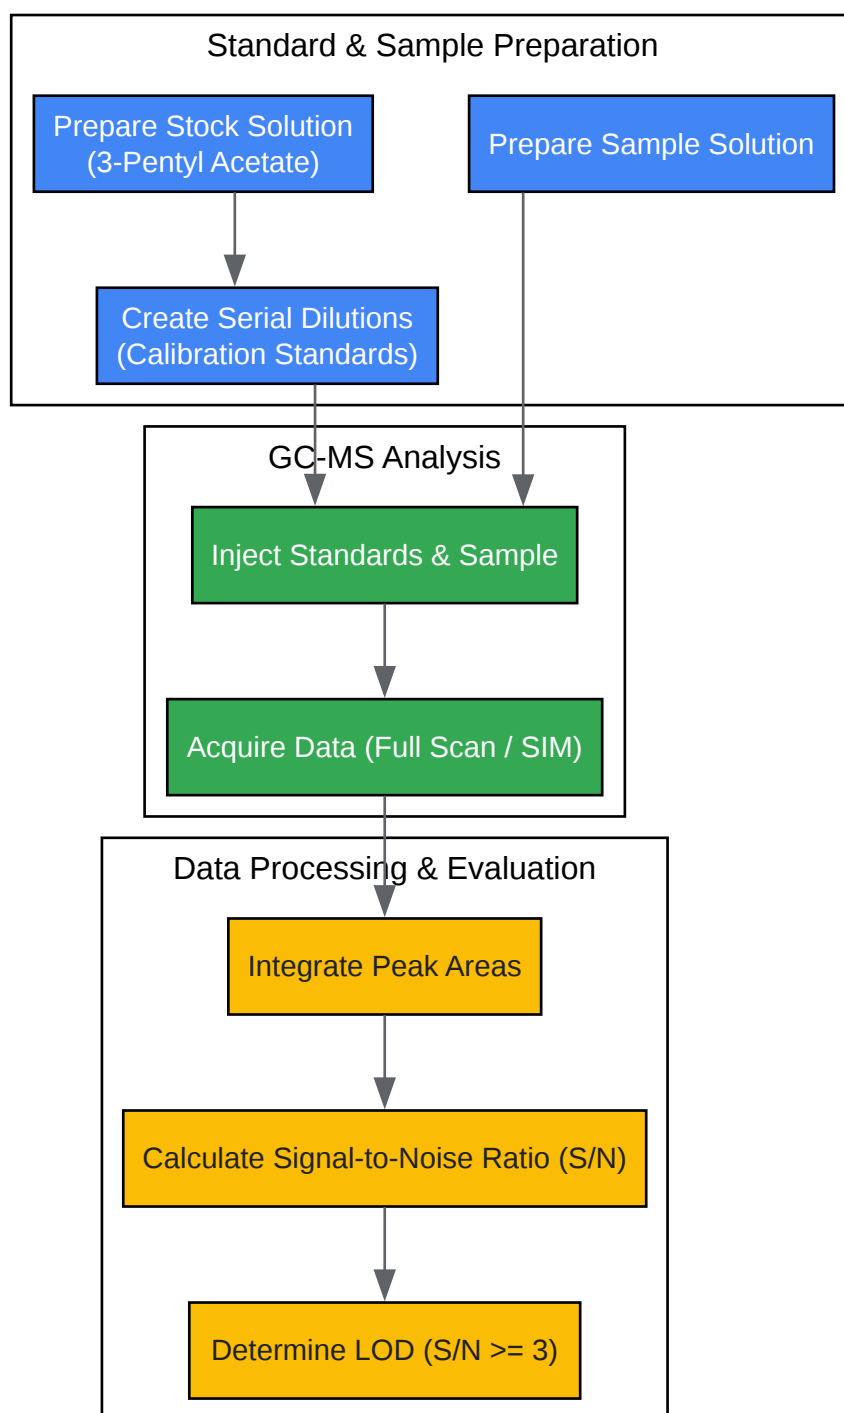 Standard & Sample Preparation
Prepare Stock Solution
(3-Pentyl Acetate)
Prepare Sample Solution
Create Serial Dilutions
(Calibration Standards)
GC-MS Analysis
Inject Standards & Sample
Acquire Data (Full Scan / SIM)
Data Processing & Evaluation
Integrate Peak Areas
Calculate Signal-to-Noise Ratio (S/N)
Determine LOD (S/N >= 3)